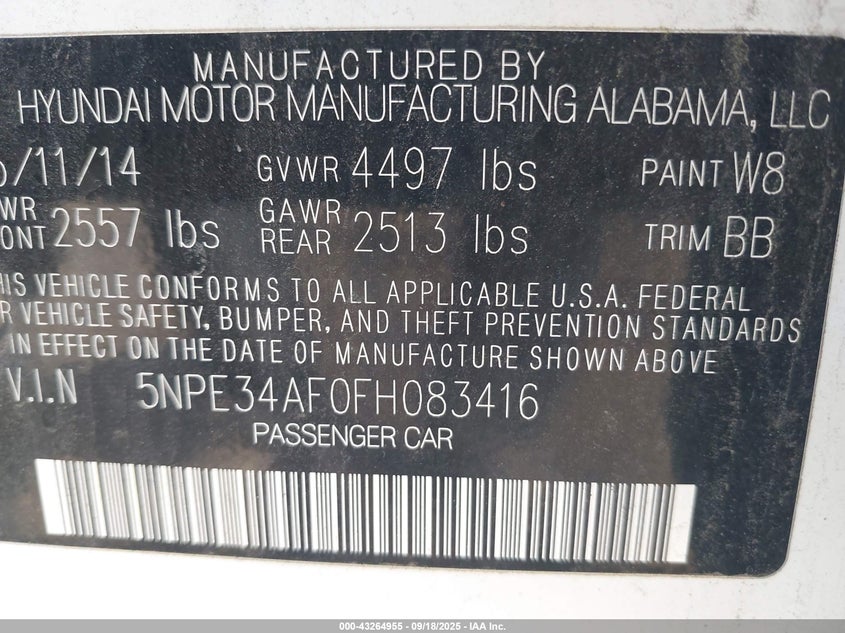 MANUFACTURED BY
HYUNDAI MOTOR MANUFACTURING ALABAMA, LLC
/11/14 GVWR 4497 lbs PAINT W8
WR ONT 2557 lbs GAWR REAR 2513 lbs TRIM BB
HIS VEHICLE CONFORMS TO ALL APPLICABLE U.S.A. FEDERAL
R VEHICLE SAFETY, BUMPER, AND THEFT PREVENTION STANDARDS
IN EFFECT ON THE DATE OF MANUFACTURE SHOWN ABOVE
V.I.N 5NPE34AF0FH083416
PASSENGER CAR
000-43264955 - 09/18/2025 - IAA Inc.